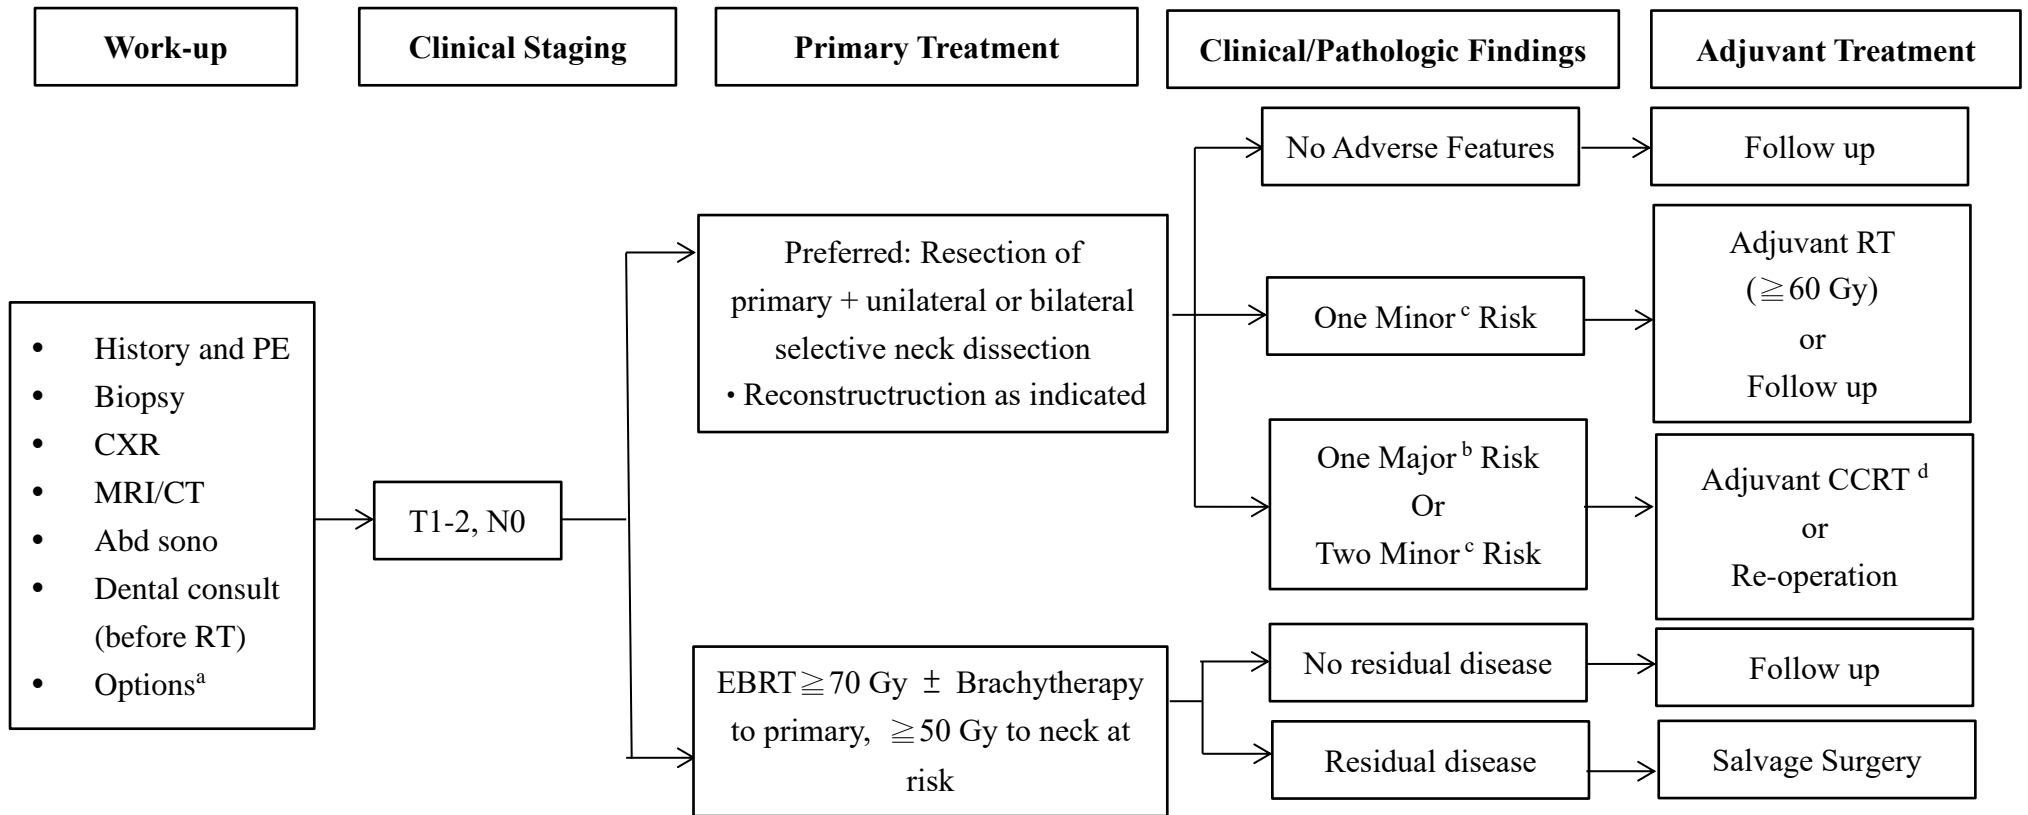 Work-up
Clinical Staging
Primary Treatment
Clinical/Pathologic Findings
Adjuvant Treatment
• History and PE
• Biopsy
• CXR
• MRI/CT
• Abd sono
• Dental consult
(before RT)
• Options^a
T1-2, N0
Preferred: Resection of
primary + unilateral or bilateral
selective neck dissection
• Reconstructruction as indicated
EBRT≧70 Gy ± Brachytherapy
to primary, ≧50 Gy to neck at
risk
No Adverse Features
One Minor ^c Risk
One Major ^b Risk
Or
Two Minor ^c Risk
No residual disease
Residual disease
Follow up
Adjuvant RT
(≧60 Gy)
or
Follow up
Adjuvant CCRT ^d
or
Re-operation
Follow up
Salvage Surgery